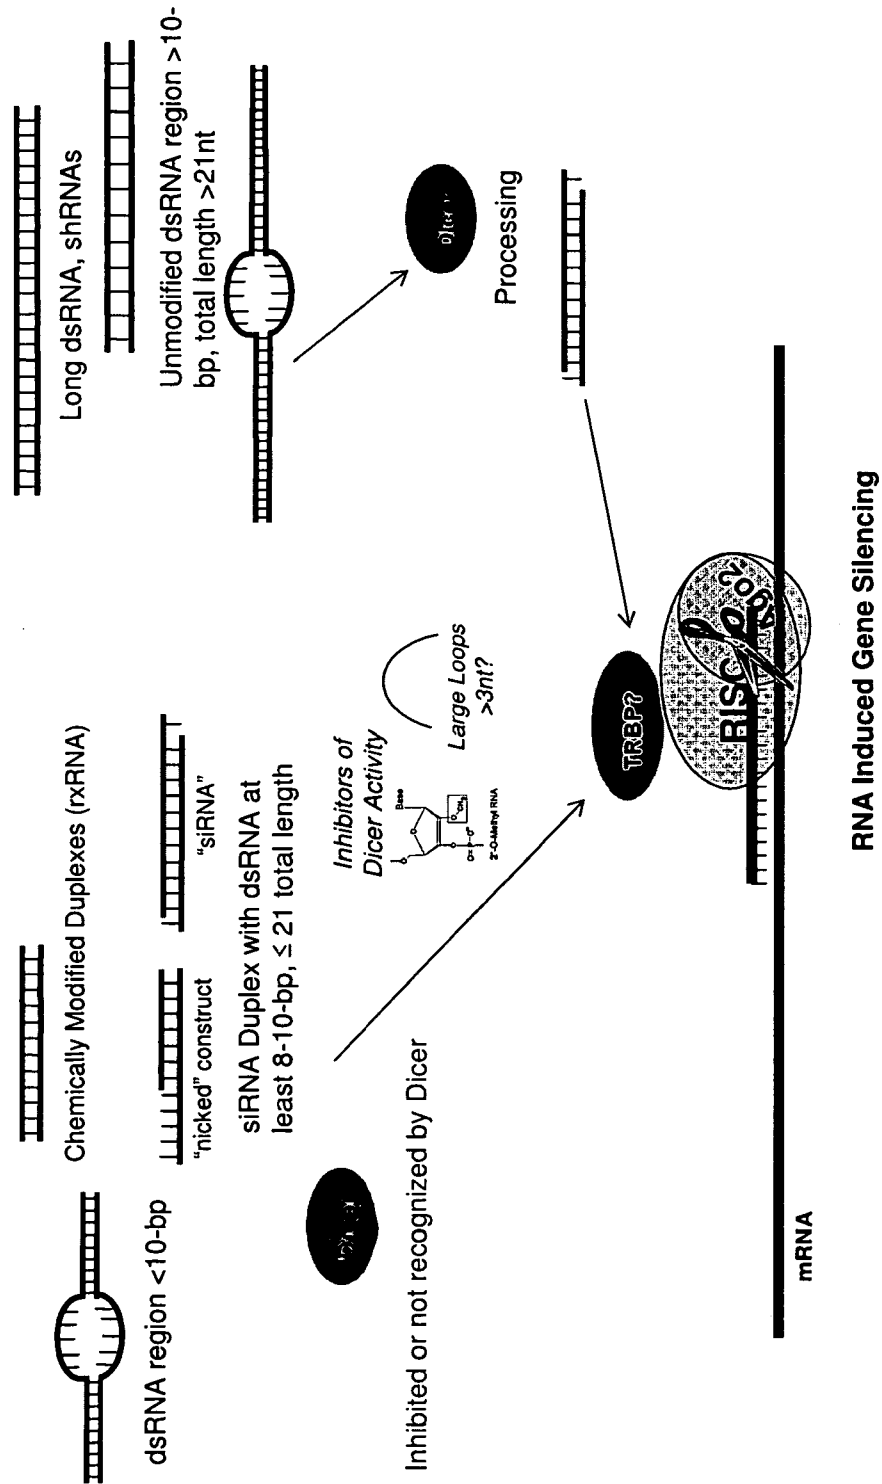 dsRNA region <10-bp
Chemically Modified Duplexes (rxRNA)
"nicked" construct
"siRNA"
siRNA Duplex with dsRNA at
least 8-10-bp, ≤ 21 total length
Long dsRNA, shRNAs
Unmodified dsRNA region >10-
bp, total length >21nt
Inhibited or not recognized by Dicer
Inhibitors of
Dicer Activity
Base
2'-O-Methyl RNA
Large Loops
>3nt?
Processing
TRBP?
RISC
Ago2
mRNA
RNA Induced Gene Silencing